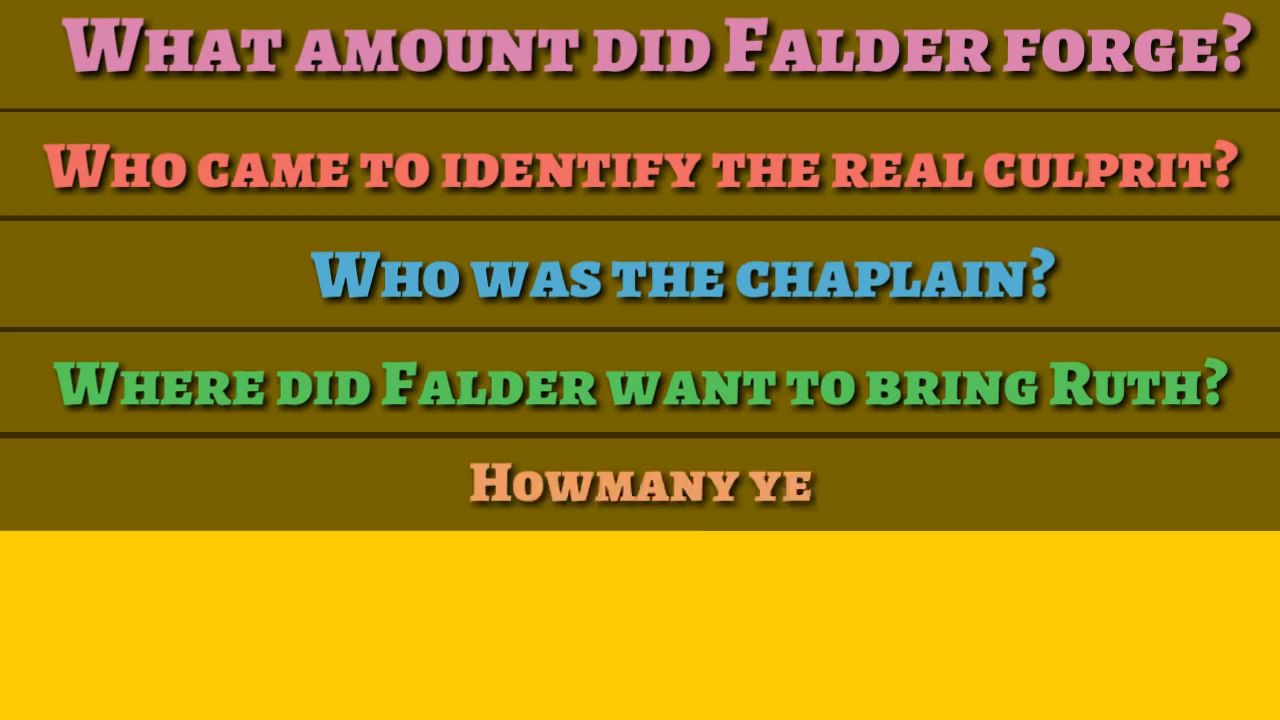 What amount did Falder forge?
Who came to identify the real culprit?
Who was the chaplain?
Where did Falder want to bring Ruth?
Howmany ye